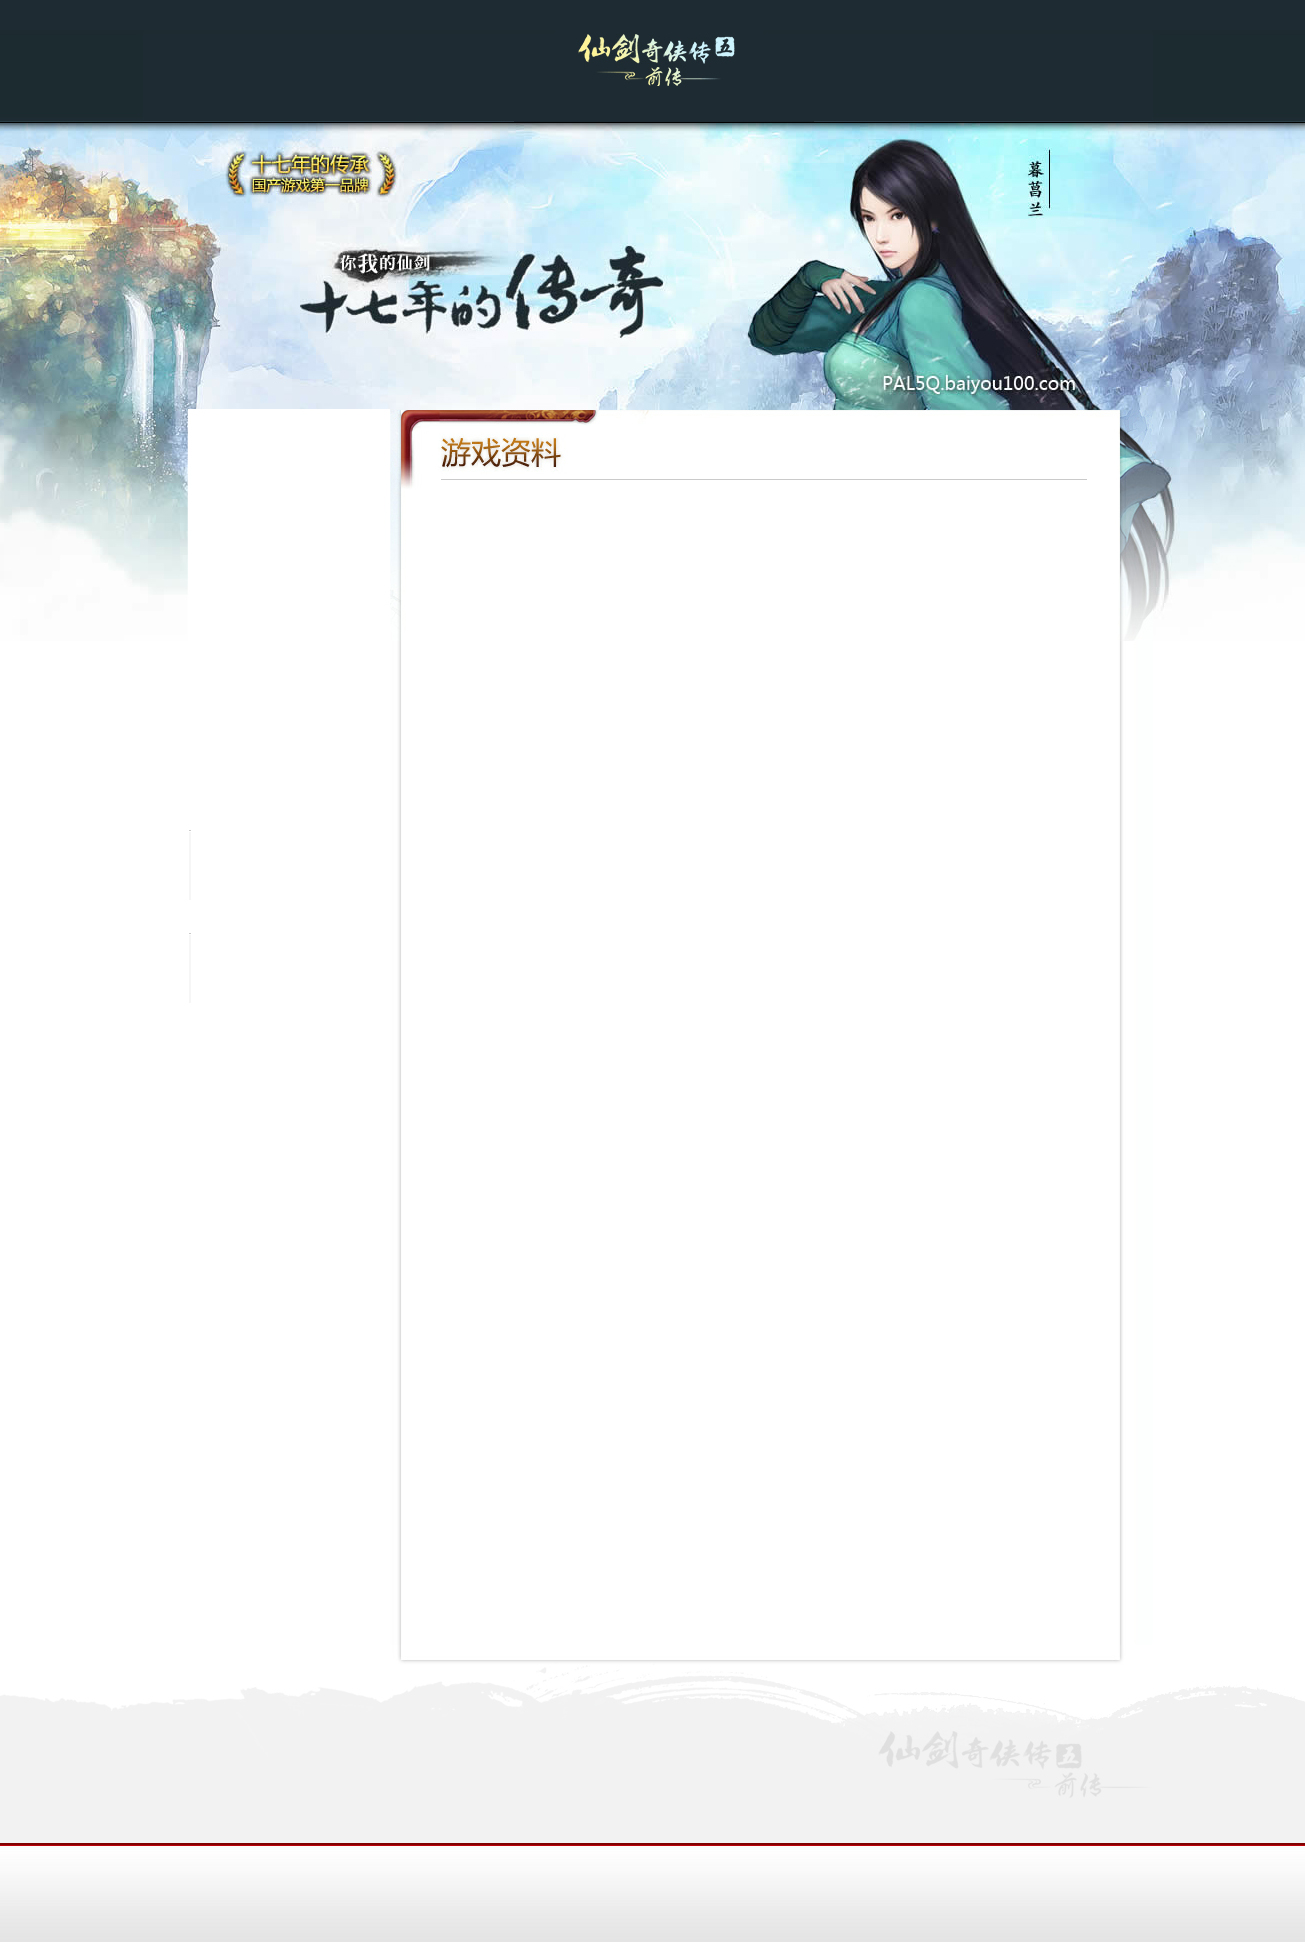 仙剑奇侠传五
前传
十七年的传承
国产游戏第一品牌
暮菖兰
你我的仙剑
十七年的传奇
PAL5Q.baiyou100.com
游戏资料
仙剑奇侠传五
前传